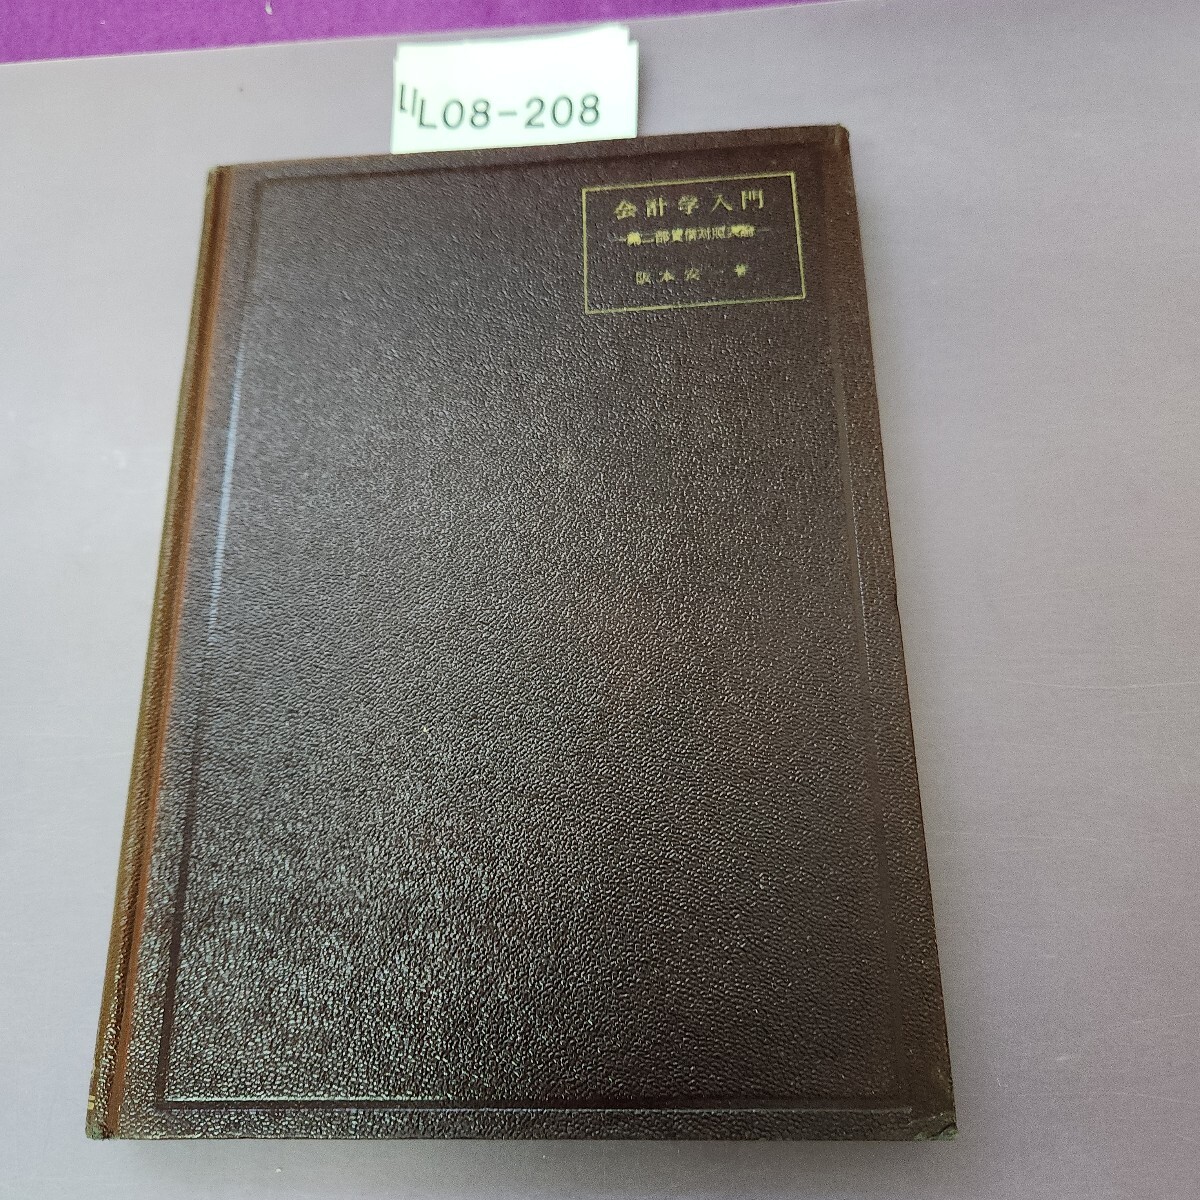 L08-208
会計学入門
—第二部貸借対照表論—
阪本安一著